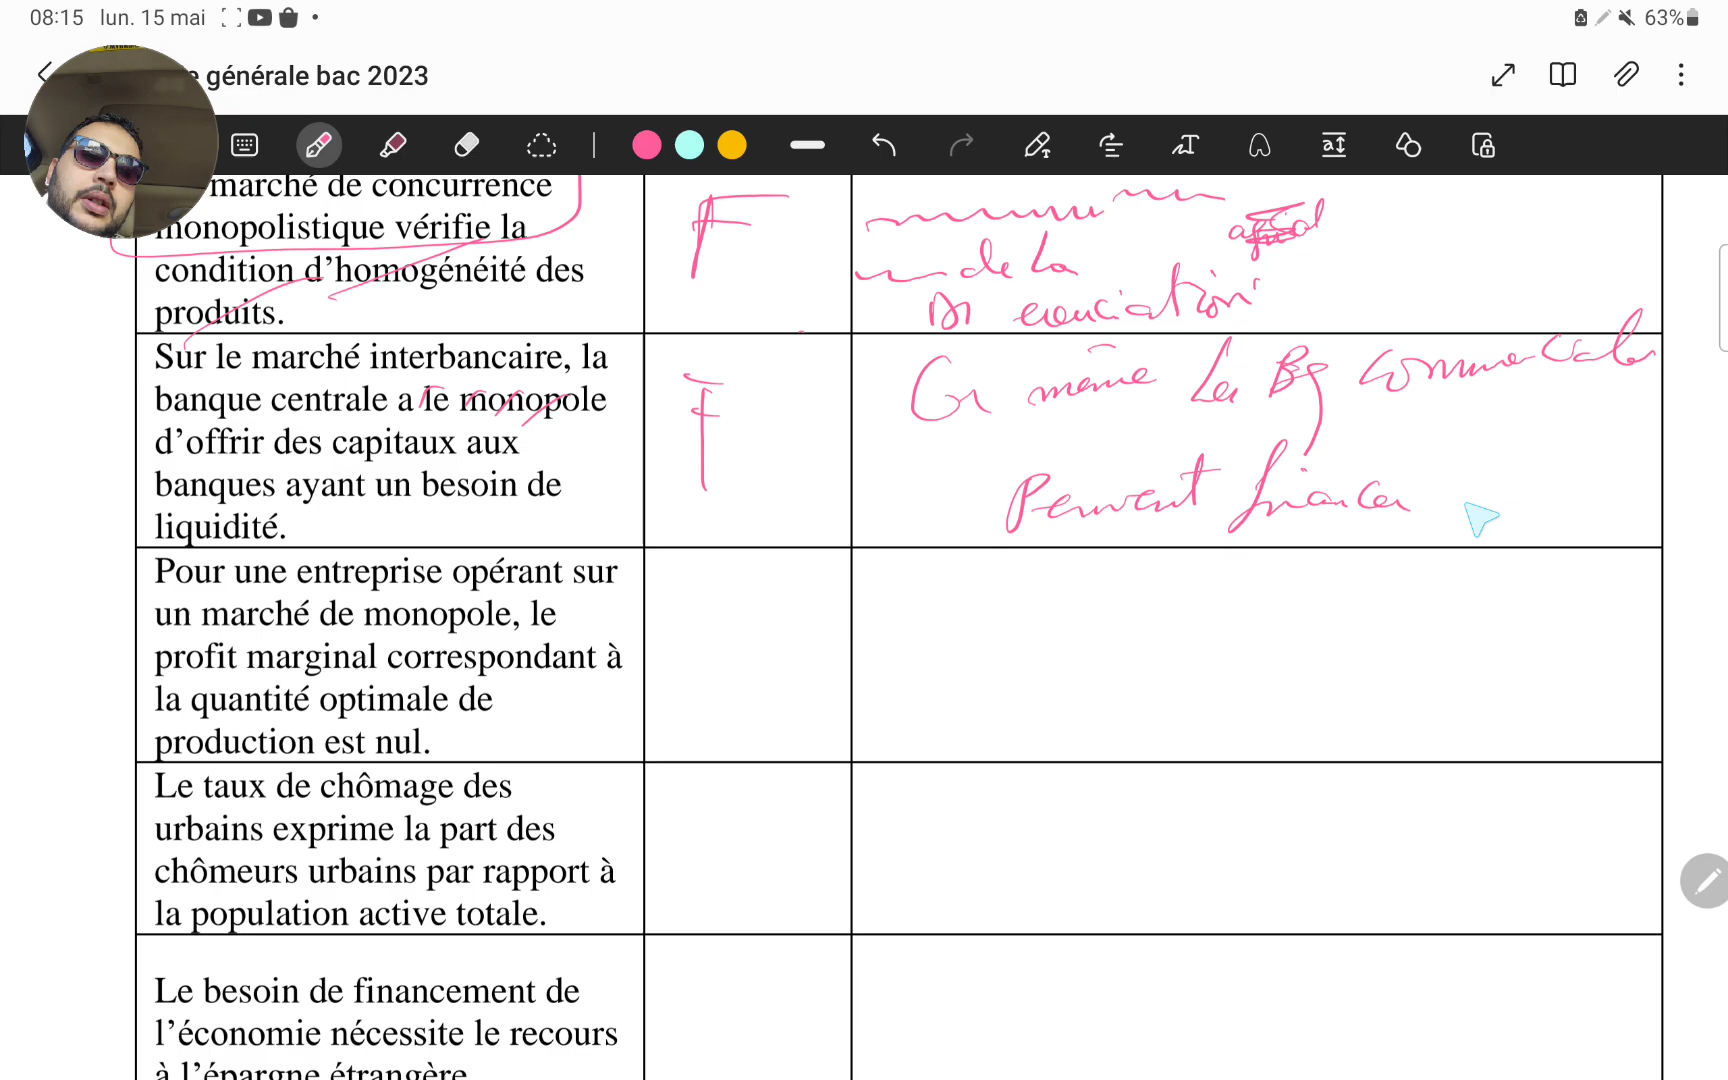 08:15 lun. 15 mai
63%
générale bac 2023
marché de concurrence
monopolistique vérifie la
condition d’homogénéité des
produits.
F
de la
Sur le marché interbancaire, la
banque centrale a le monopole
d’offrir des capitaux aux
banques ayant un besoin de
liquidité.
F
même les Bq commerciales
Peuvent financer
Pour une entreprise opérant sur
un marché de monopole, le
profit marginal correspondant à
la quantité optimale de
production est nul.
Le taux de chômage des
urbains exprime la part des
chômeurs urbains par rapport à
la population active totale.
Le besoin de financement de
l’économie nécessite le recours
à l’épargne étrangère